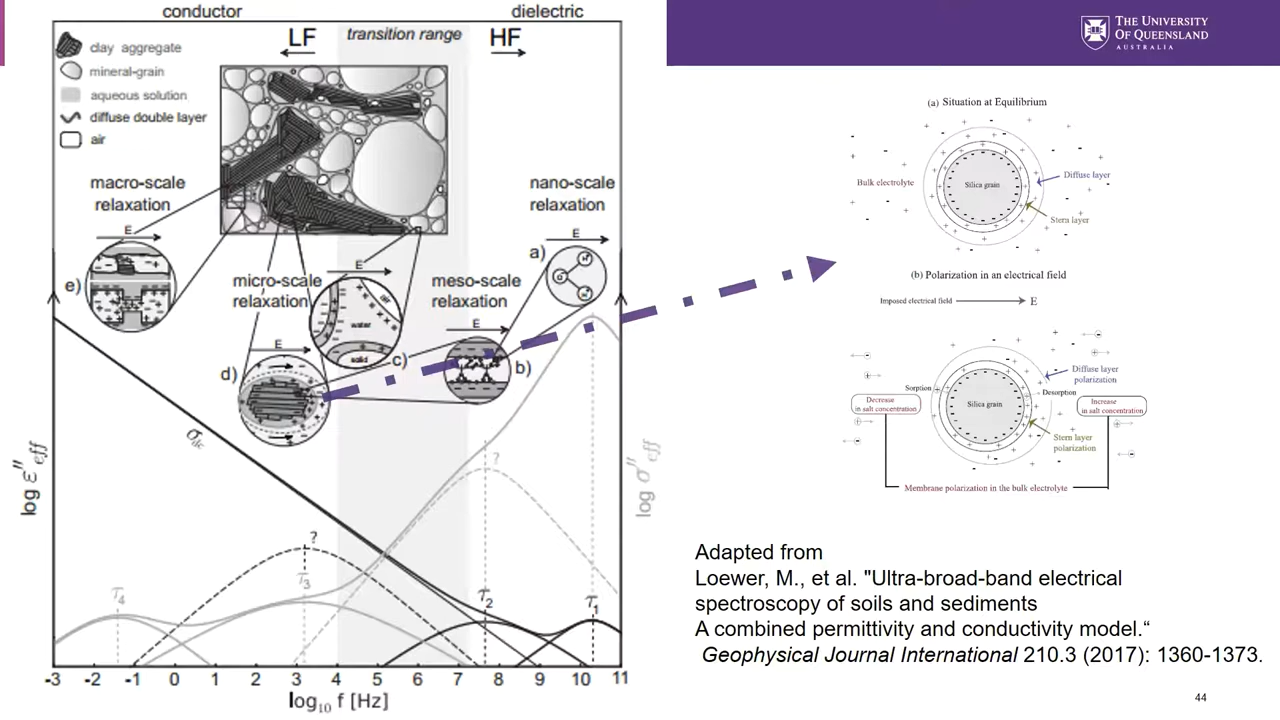 conductor
dielectric
LF
transition range
HF
clay aggregate
mineral-grain
aqueous solution
diffuse double layer
air
macro-scale
relaxation
nano-scale
relaxation
E
E
a)
e)
micro-scale
relaxation
E
air
water
solid
c)
meso-scale
relaxation
E
b)
E
d)
σdc
log ε"eff
log σ"eff
?
?
τ4
τ3
τ2
τ1
-3 -2 -1 0 1 2 3 4 5 6 7 8 9 10 11
log10 f [Hz]
THE UNIVERSITY
OF QUEENSLAND
AUSTRALIA
(a) Situation at Equilibrium
Bulk electrolyte
Silica grain
Diffuse layer
Stern layer
(b) Polarization in an electrical field
Imposed electrical field
E
Diffuse layer
polarization
Sorption
Desorption
Silica grain
Decrease
in salt concentration
Increase
in salt concentration
Stern layer
polarization
Membrane polarization in the bulk electrolyte
Adapted from
Loewer, M., et al. "Ultra-broad-band electrical
spectroscopy of soils and sediments
A combined permittivity and conductivity model.“
Geophysical Journal International 210.3 (2017): 1360-1373.
44